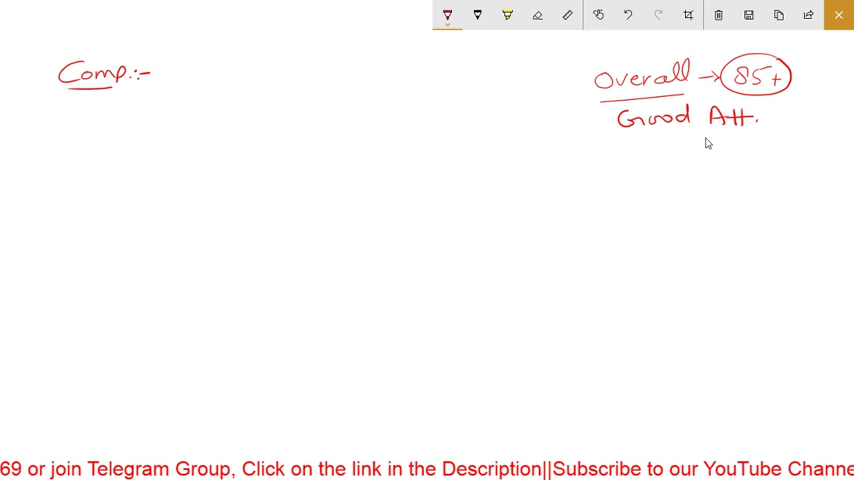 Comp.:-
Overall → 85+
Good Att.
69 or join Telegram Group, Click on the link in the Description||Subscribe to our YouTube Channe